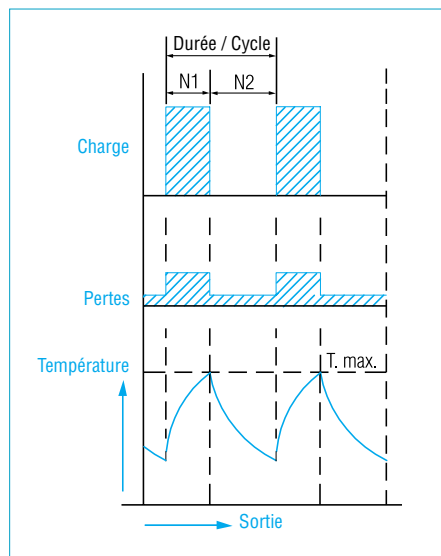 Durée / Cycle
N1 N2
Charge
Pertes
Température
T. max.
Sortie